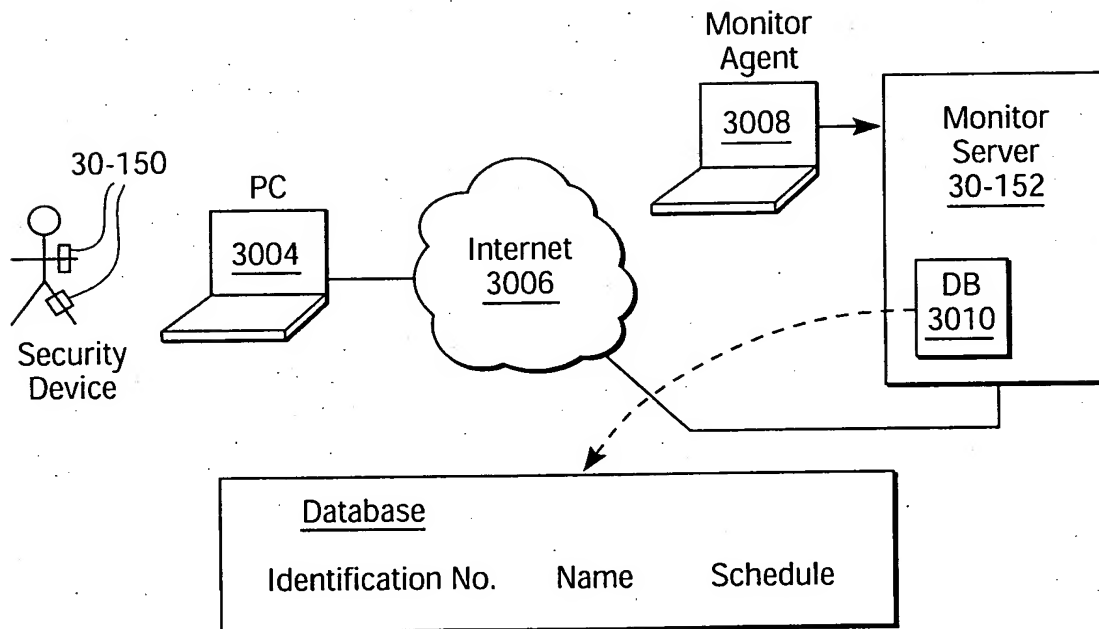 Monitor
Agent
3008
Monitor
Server
30-152
30-150
PC
3004
Internet
3006
DB
3010
Security
Device
Database
Identification No. Name Schedule